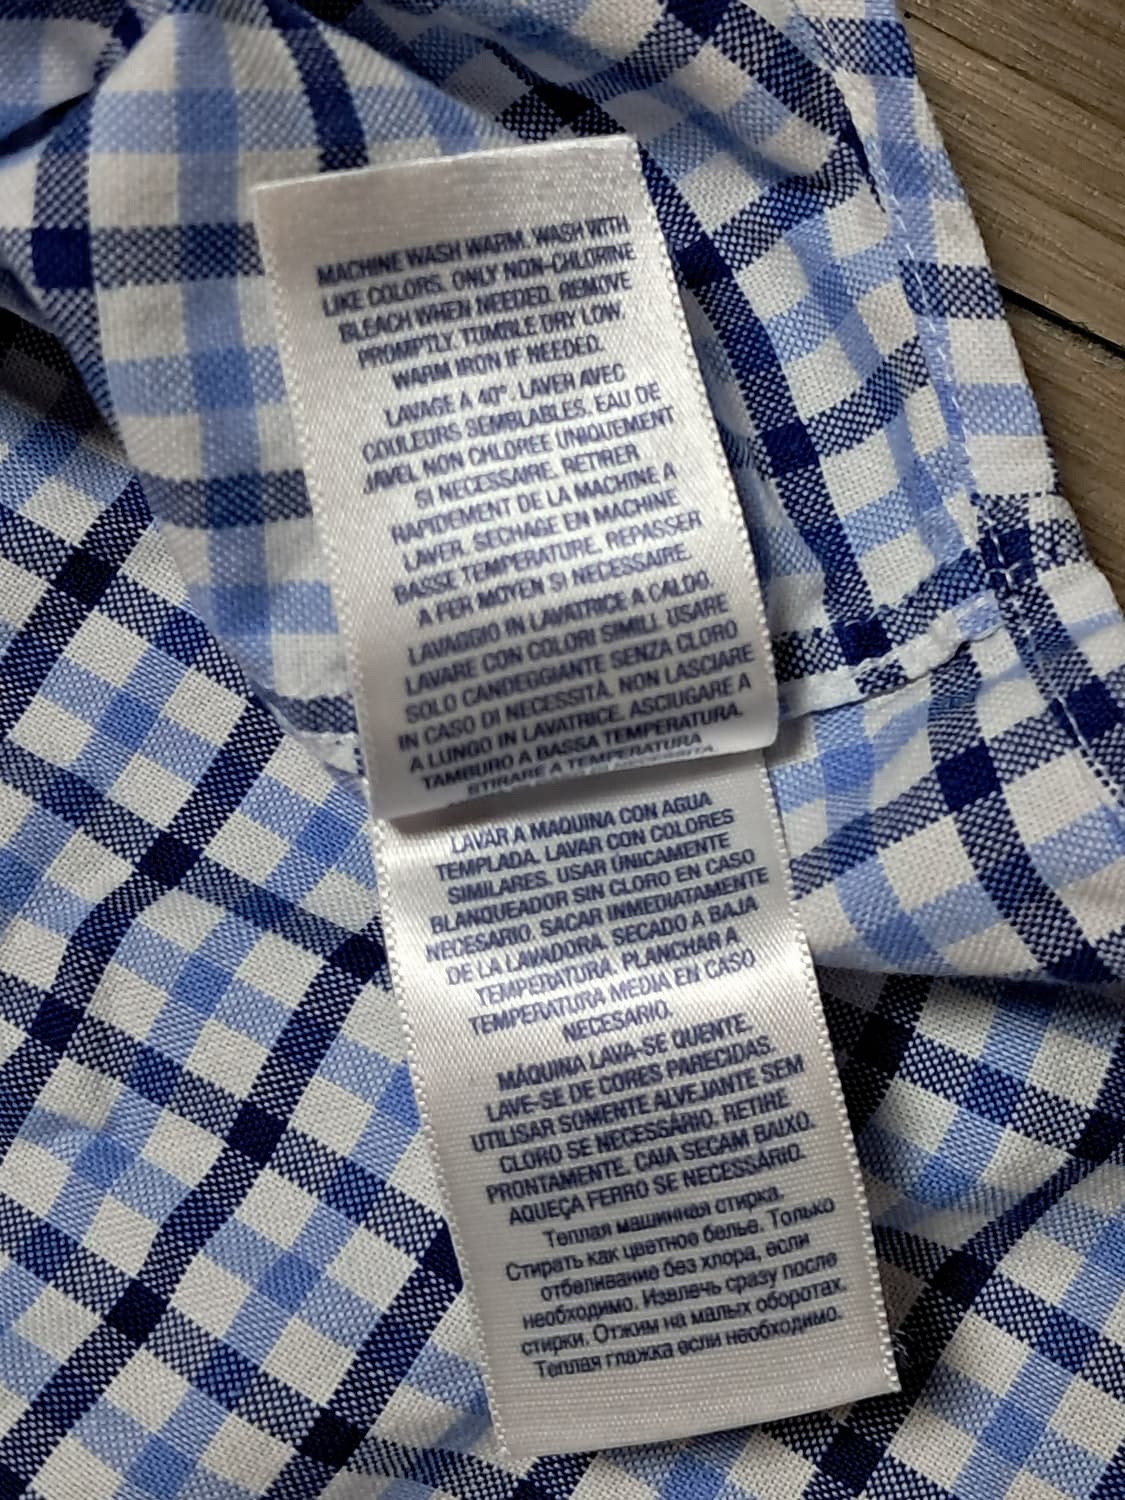 MACHINE WASH WARM. WASH WITH
LIKE COLORS. ONLY NON-CHLORINE
BLEACH WHEN NEEDED. REMOVE
PROMPTLY. TUMBLE DRY LOW.
WARM IRON IF NEEDED.
LAVAGE A 40°. LAVER AVEC
COULEURS SEMBLABLES. EAU DE
JAVEL NON CHLOREE UNIQUEMENT
SI NECESSAIRE. RETIRER
RAPIDEMENT DE LA MACHINE A
LAVER. SECHAGE EN MACHINE
BASSE TEMPERATURE. REPASSER
A FER MOYEN SI NECESSAIRE.
LAVAGGIO IN LAVATRICE A CALDO.
LAVARE CON COLORI SIMILI. USARE
SOLO CANDEGGIANTE SENZA CLORO
IN CASO DI NECESSITÀ. NON LASCIARE
A LUNGO IN LAVATRICE. ASCIUGARE A
TAMBURO A BASSA TEMPERATURA.
STIRARE A TEMPERATURA
LAVAR A MAQUINA CON AGUA
TEMPLADA. LAVAR CON COLORES
SIMILARES. USAR ÚNICAMENTE
BLANQUEADOR SIN CLORO EN CASO
NECESARIO. SACAR INMEDIATAMENTE
DE LA LAVADORA. SECADO A BAJA
TEMPERATURA. PLANCHAR A
TEMPERATURA MEDIA EN CASO
NECESARIO.
MÁQUINA LAVA-SE QUENTE.
LAVE-SE DE CORES PARECIDAS.
UTILISAR SOMENTE ALVEJANTE SEM
CLORO SE NECESSÁRIO. RETIRE
PRONTAMENTE. CAIA SECAM BAIXO.
AQUEÇA FERRO SE NECESSÁRIO.
Теплая машинная стирка.
Стирать как цветное белье. Только
отбеливание без хлора, если
необходимо. Извлечь сразу после
стирки. Отжим на малых оборотах.
Теплая глажка если необходимо.